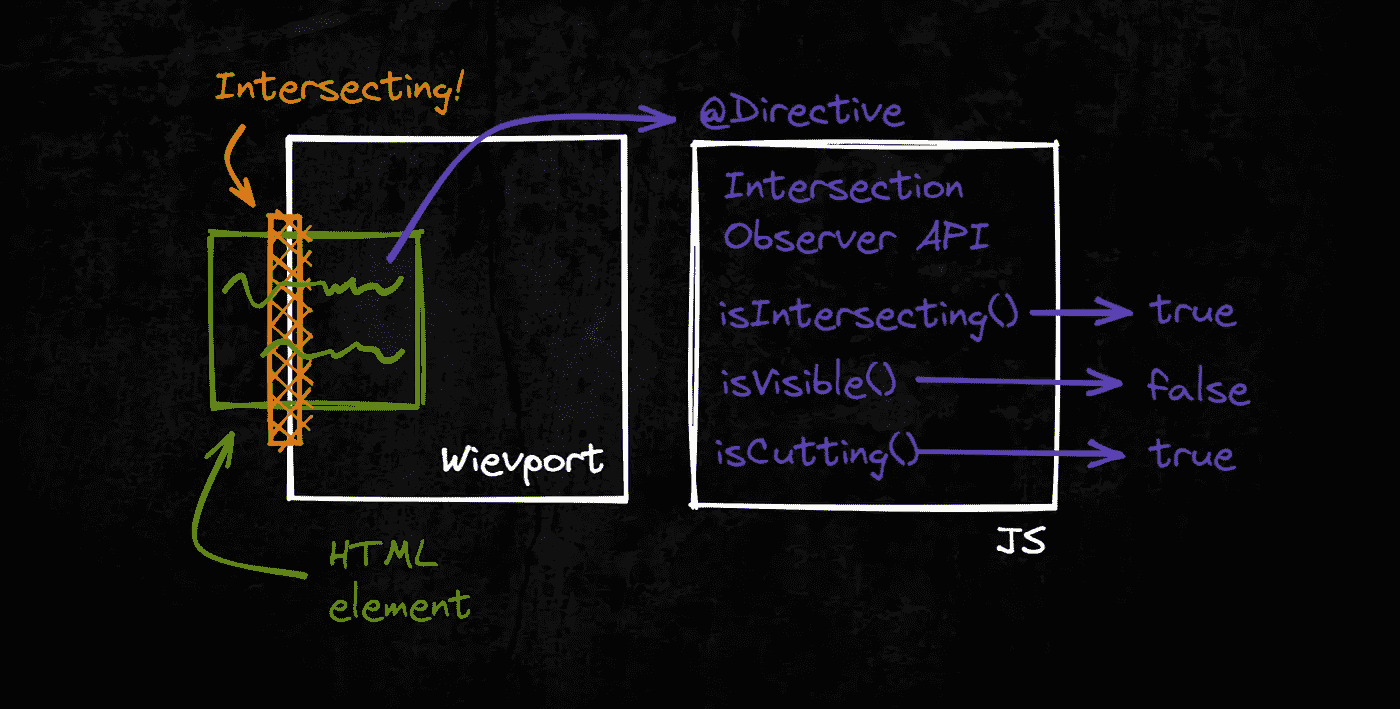 Intersecting!
@Directive
Intersection
Observer API
isIntersecting() true
isVisible() false
isCutting() true
Wievport
JS
HTML
element